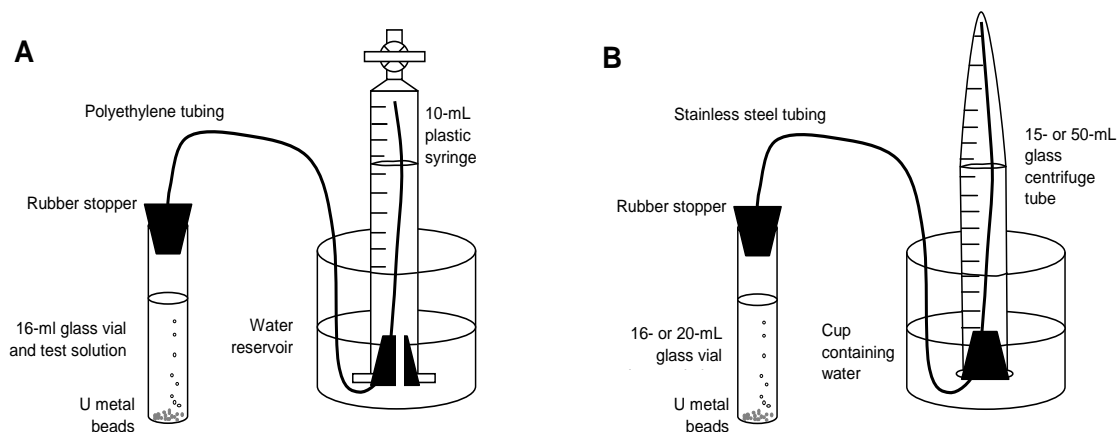 A
Polyethylene tubing
Rubber stopper
16-ml glass vial
and test solution
U metal
beads
10-mL
plastic
syringe
Water
reservoir
B
Stainless steel tubing
Rubber stopper
16- or 20-mL
glass vial
U metal
beads
15- or 50-mL
glass
centrifuge
tube
Cup
containing
water